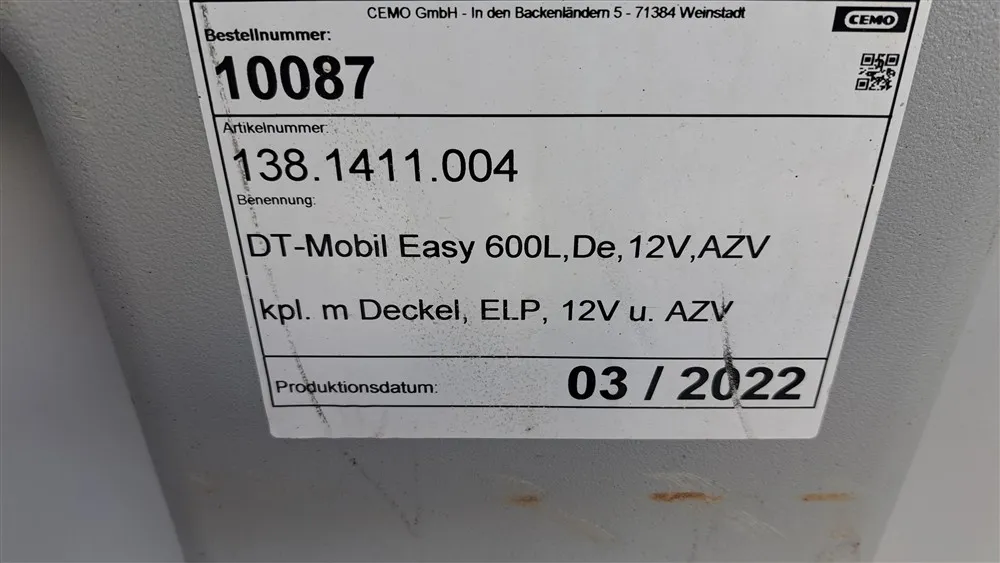 CEMO GmbH - In den Backenländern 5 - 71384 Weinstadt
CEMO
Bestellnummer:
10087
Artikelnummer:
138.1411.004
Benennung:
DT-Mobil Easy 600L,De,12V,AZV
kpl. m Deckel, ELP, 12V u. AZV
Produktionsdatum: 03 / 2022